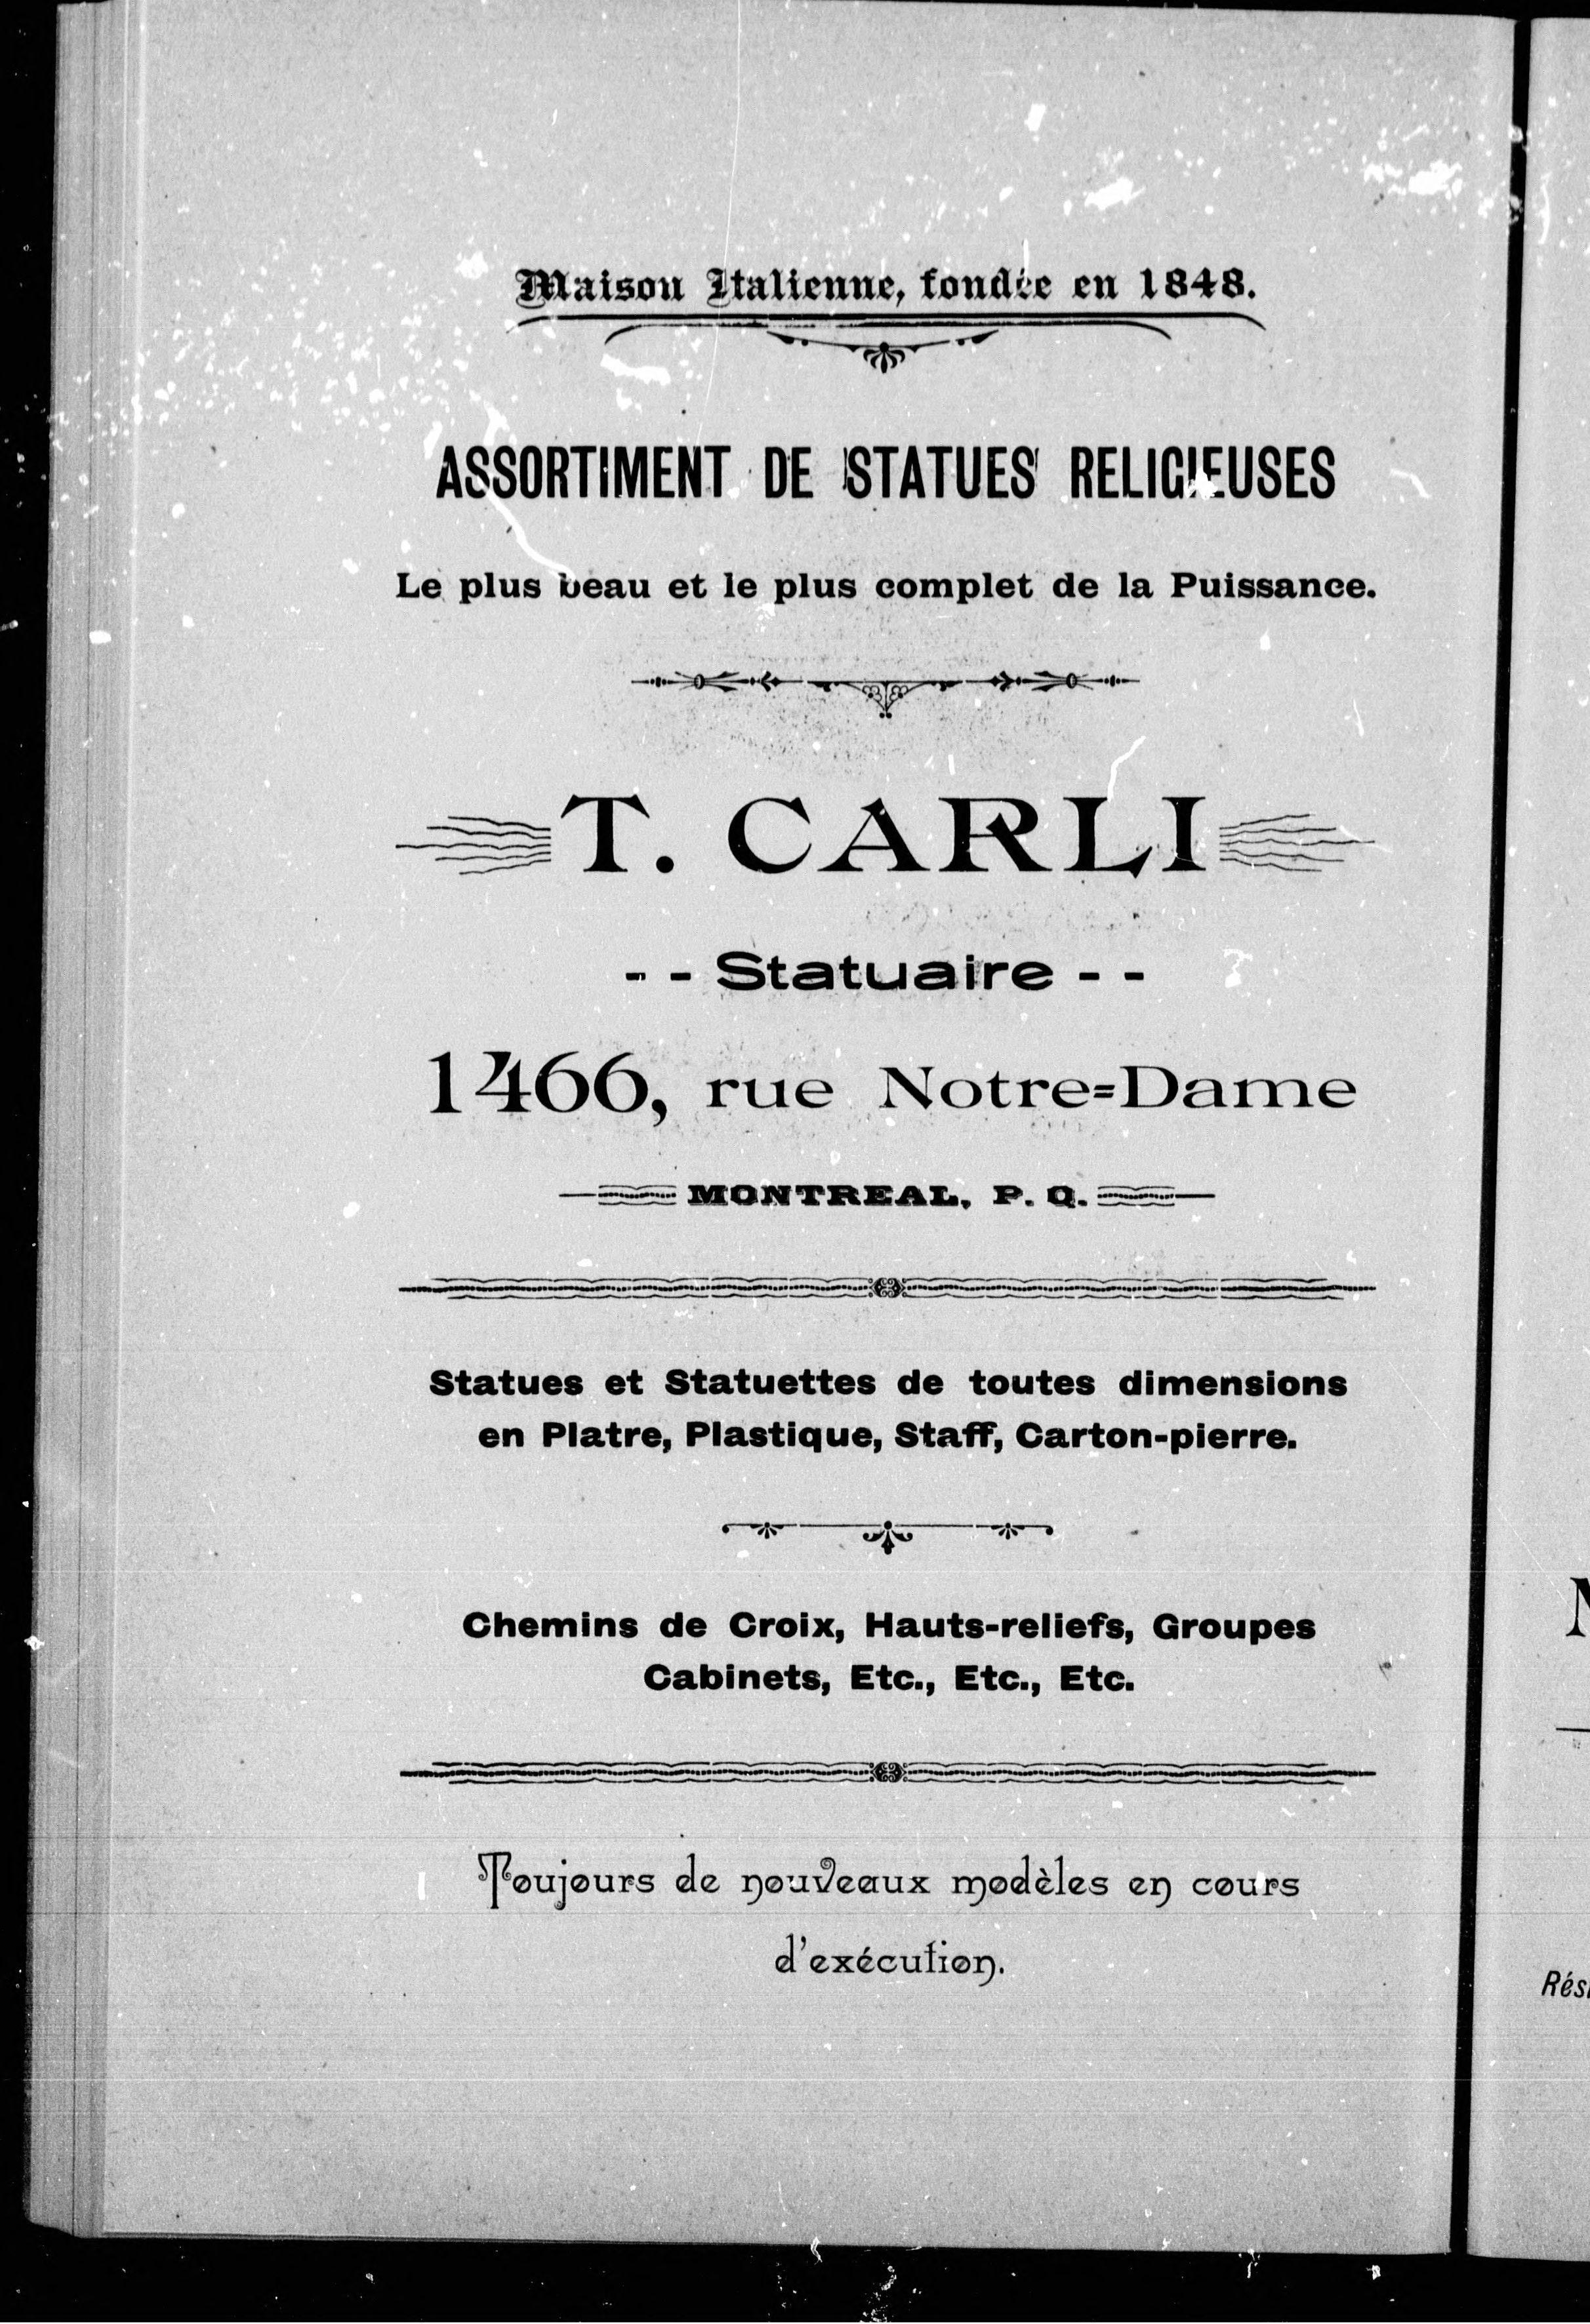 Maison Italienne, fondée en 1848.
ASSORTIMENT DE STATUES RELIGIEUSES
Le plus beau et le plus complet de la Puissance.
T. CARLI
- - Statuaire - -
1466, rue Notre-Dame
MONTREAL, P. Q.
Statues et Statuettes de toutes dimensions
en Platre, Plastique, Staff, Carton-pierre.
Chemins de Croix, Hauts-reliefs, Groupes
Cabinets, Etc., Etc., Etc.
Toujours de nouveaux modèles en cours
d'exécution.